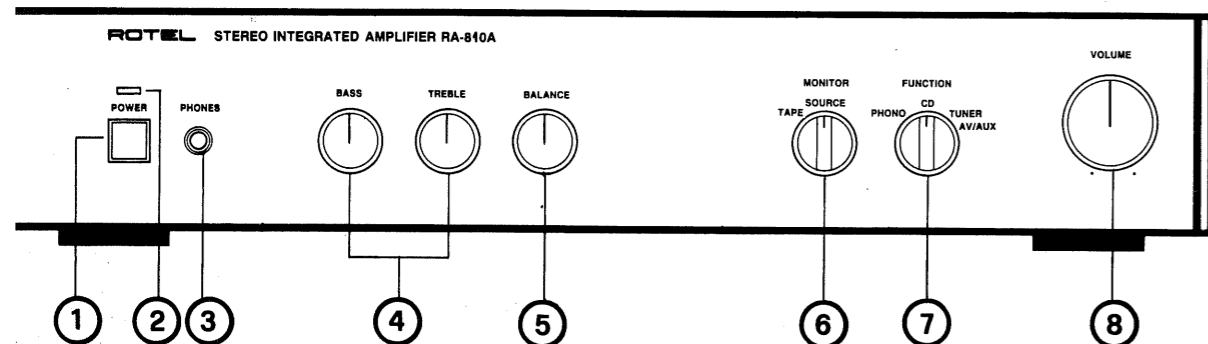 ROTEL STEREO INTEGRATED AMPLIFIER RA-810A
VOLUME
MONITOR FUNCTION
POWER PHONES BASS TREBLE BALANCE
SOURCE CD
TAPE PHONO TUNER
AV/AUX
1 2 3 4 5 6 7 8